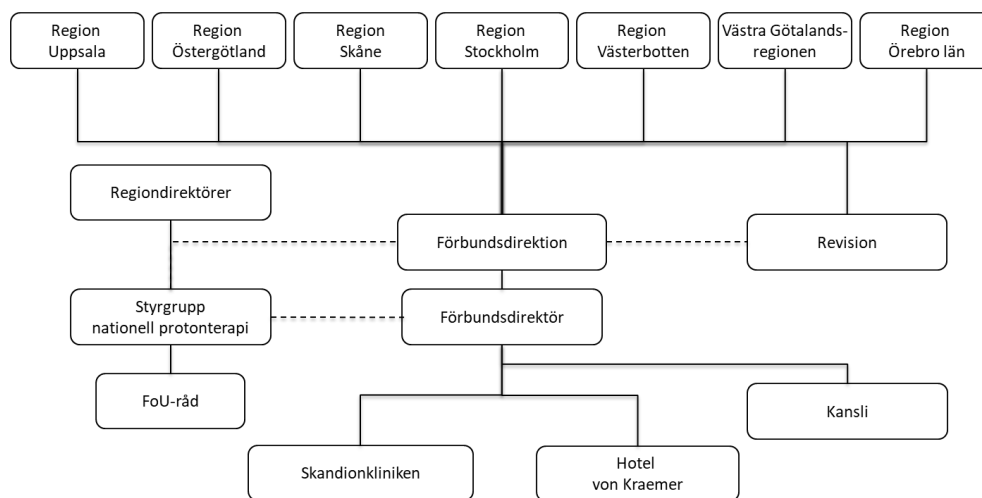 Region
Uppsala
Region
Östergötland
Region
Skåne
Region
Stockholm
Region
Västerbotten
Västra Götalands-
regionen
Region
Örebro län
Regiondirektörer
Förbundsdirektion
Revision
Styrgrupp
nationell protonterapi
Förbundsdirektör
FoU-råd
Kansli
Skandionkliniken
Hotel
von Kraemer